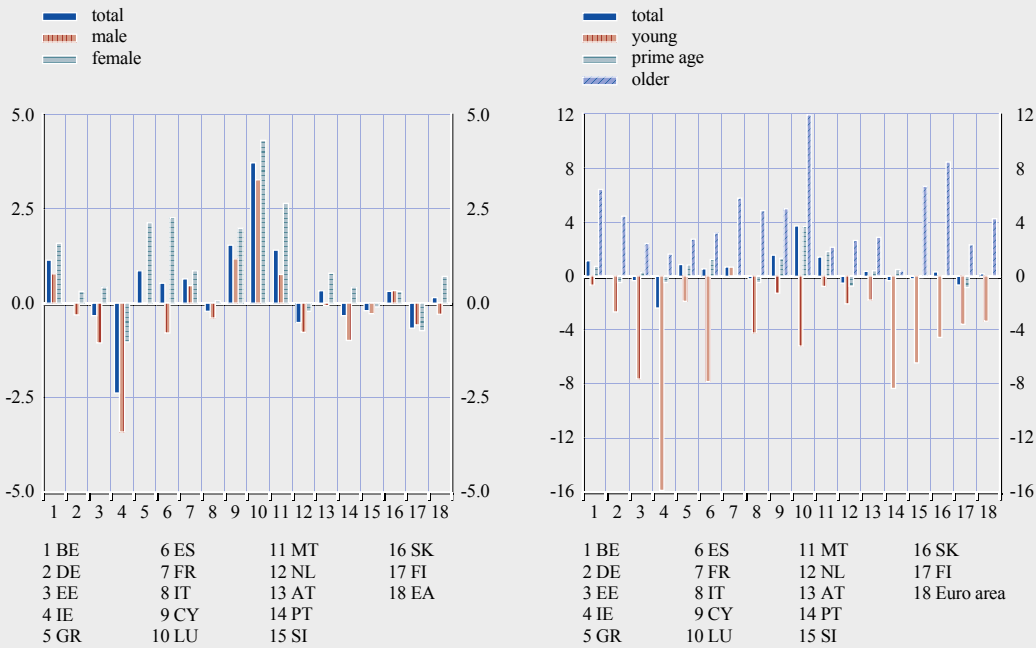 total
male
female
5.0 5.0
2.5 2.5
0.0 0.0
-2.5 -2.5
-5.0 -5.0
1 2 3 4 5 6 7 8 9 10 11 12 13 14 15 16 17 18
1 BE 6 ES 11 MT 16 SK
2 DE 7 FR 12 NL 17 FI
3 EE 8 IT 13 AT 18 EA
4 IE 9 CY 14 PT
5 GR 10 LU 15 SI
total
young
prime age
older
12 12
8 8
4 4
0 0
-4 -4
-8 -8
-12 -12
-16 -16
1 2 3 4 5 6 7 8 9 10 11 12 13 14 15 16 17 18
1 BE 6 ES 11 MT 16 SK
2 DE 7 FR 12 NL 17 FI
3 EE 8 IT 13 AT 18 Euro area
4 IE 9 CY 14 PT
5 GR 10 LU 15 SI